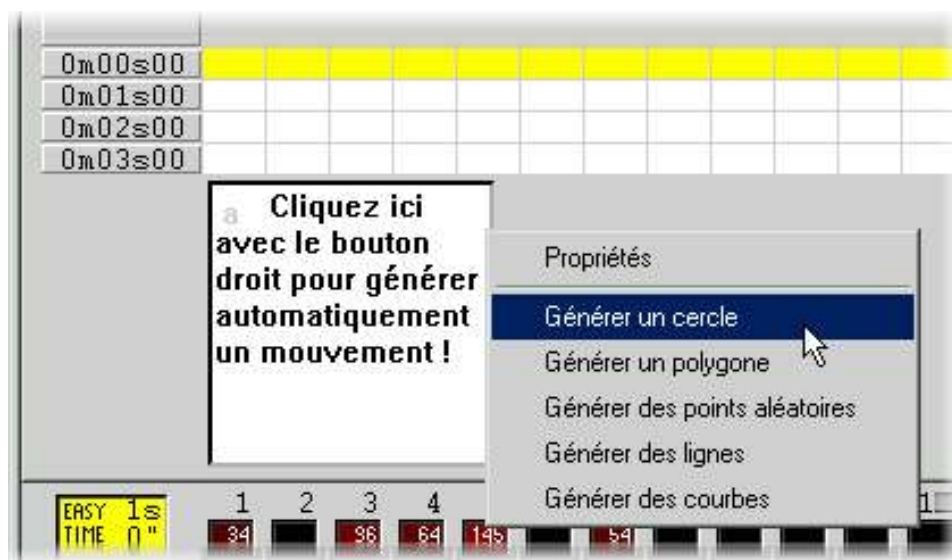 0m00s00
0m01s00
0m02s00
0m03s00
a Cliquez ici
avec le bouton
droit pour générer
automatiquement
un mouvement !
Propriétés
Générer un cercle
Générer un polygone
Générer des points aléatoires
Générer des lignes
Générer des courbes
EASY 1s
TIME 0"
1 2 3 4 1
34 36 64 145 54